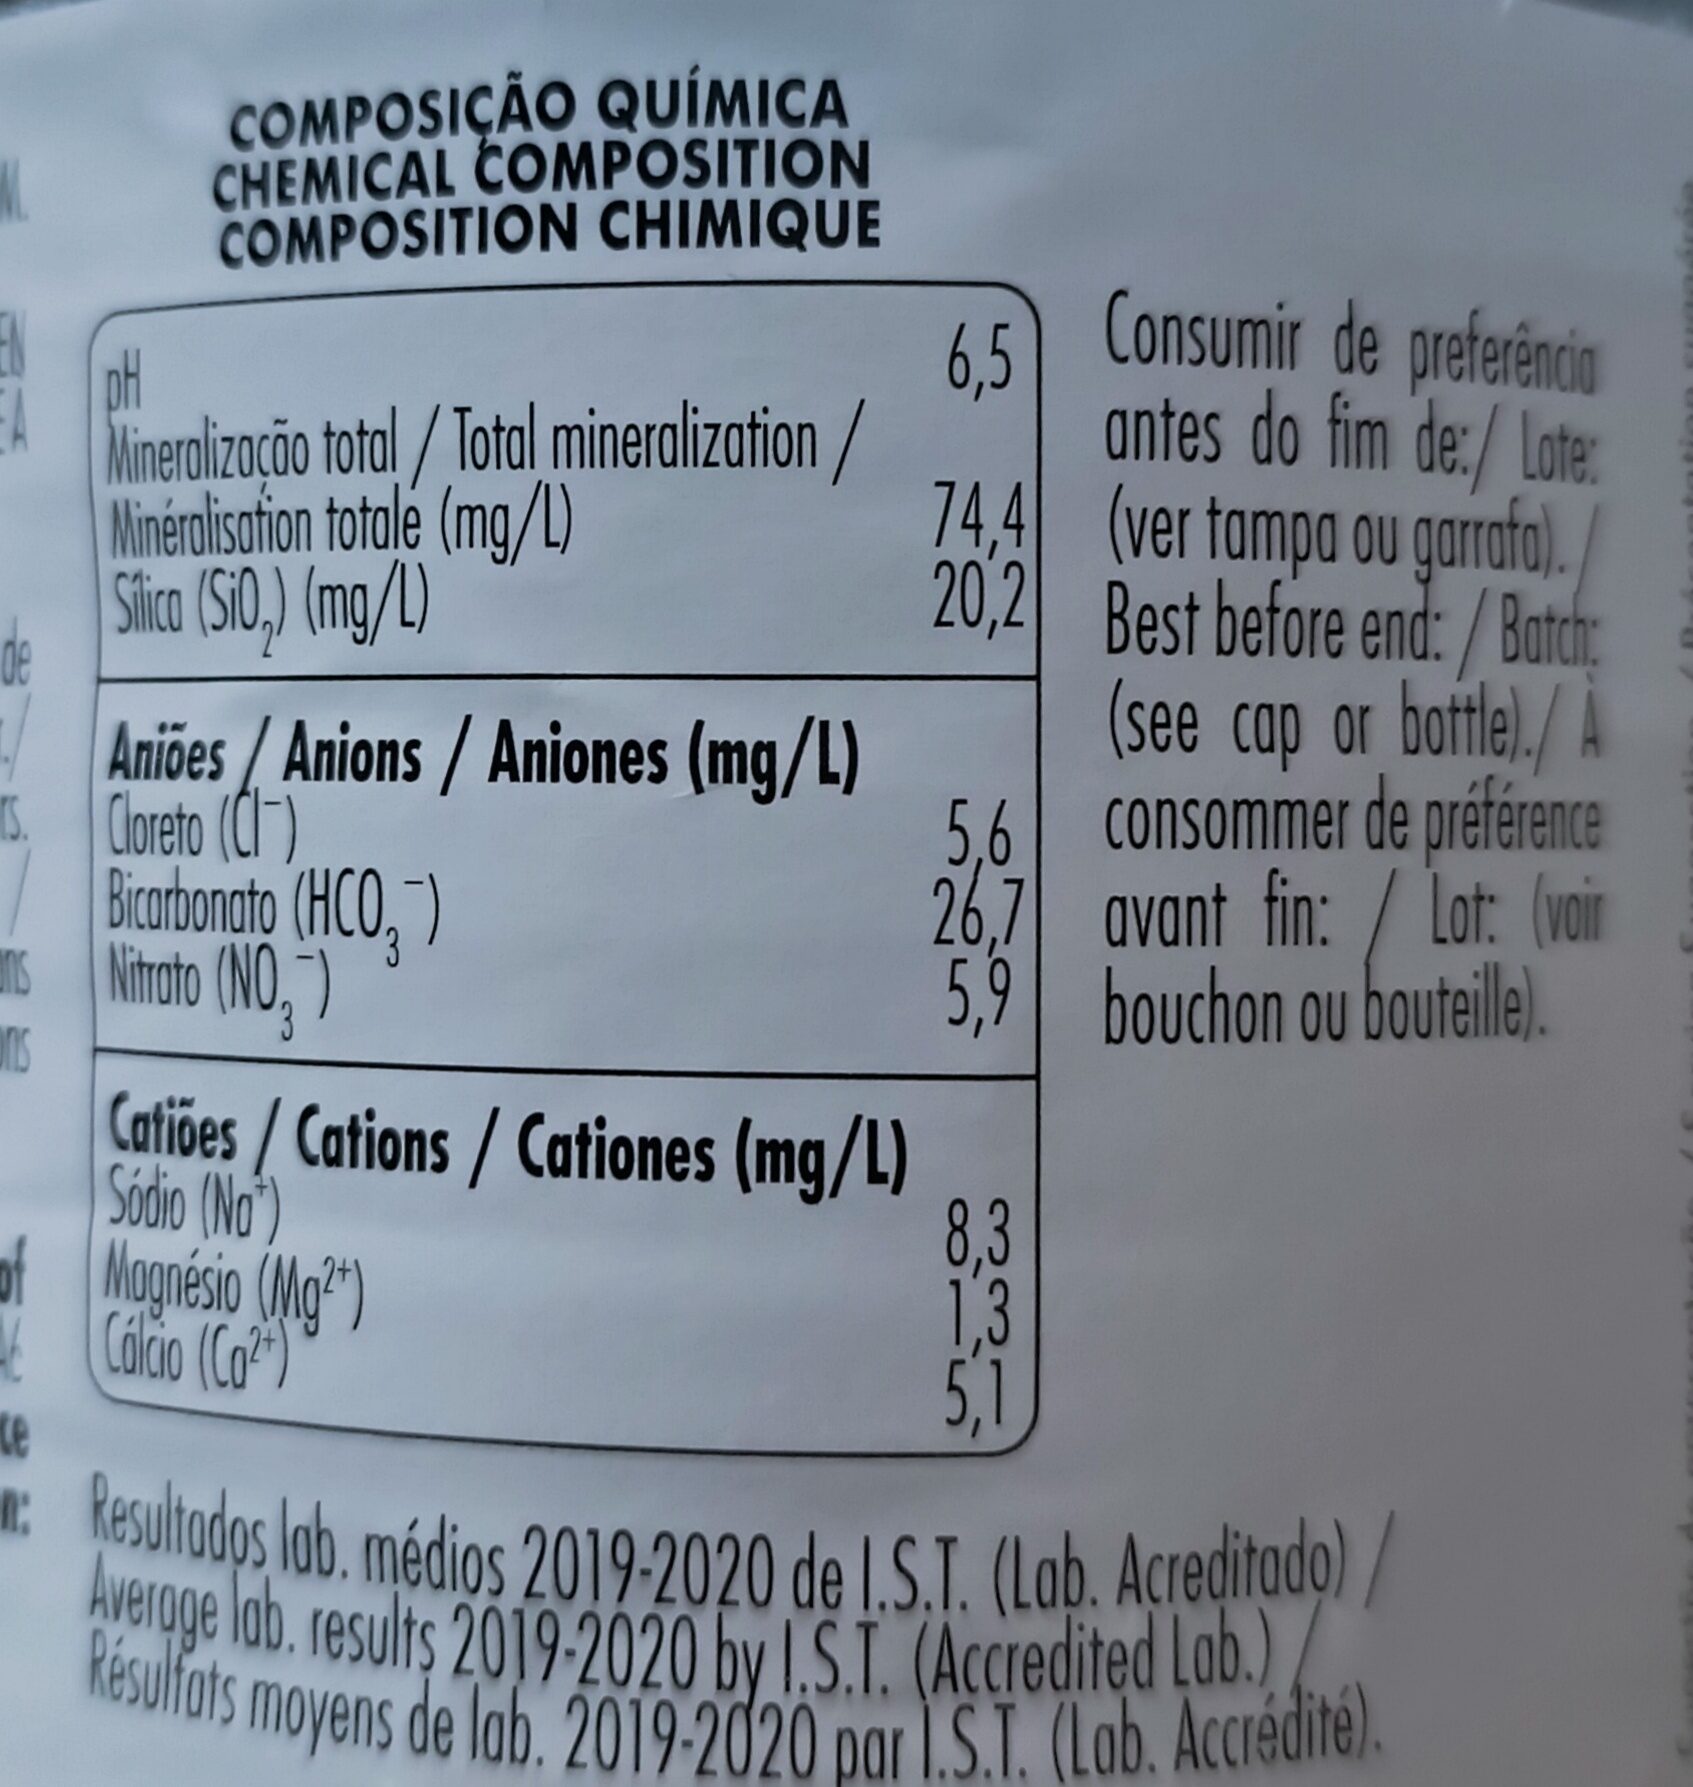 COMPOSIÇÃO QUÍMICA
CHEMICAL COMPOSITION
COMPOSITION CHIMIQUE
pH 6,5
Mineralização total / Total mineralization /
Minéralisation totale (mg/L) 74,4
Sílica (SiO₂) (mg/L) 20,2
Aniões / Anions / Aniones (mg/L)
Cloreto (Cl⁻) 5,6
Bicarbonato (HCO₃⁻) 26,7
Nitrato (NO₃⁻) 5,9
Catiões / Cations / Cationes (mg/L)
Sódio (Na⁺) 8,3
Magnésio (Mg²⁺) 1,3
Cálcio (Ca²⁺) 5,1
Resultados lab. médios 2019-2020 de I.S.T. (Lab. Acreditado) /
Average lab. results 2019-2020 by I.S.T. (Accredited Lab.) /
Résultats moyens de lab. 2019-2020 par I.S.T. (Lab. Accrédité).
Consumir de preferência
antes do fim de:/ Lote:
(ver tampa ou garrafa). /
Best before end: / Batch:
(see cap or bottle)./ À
consommer de préférence
avant fin: / Lot: (voir
bouchon ou bouteille).